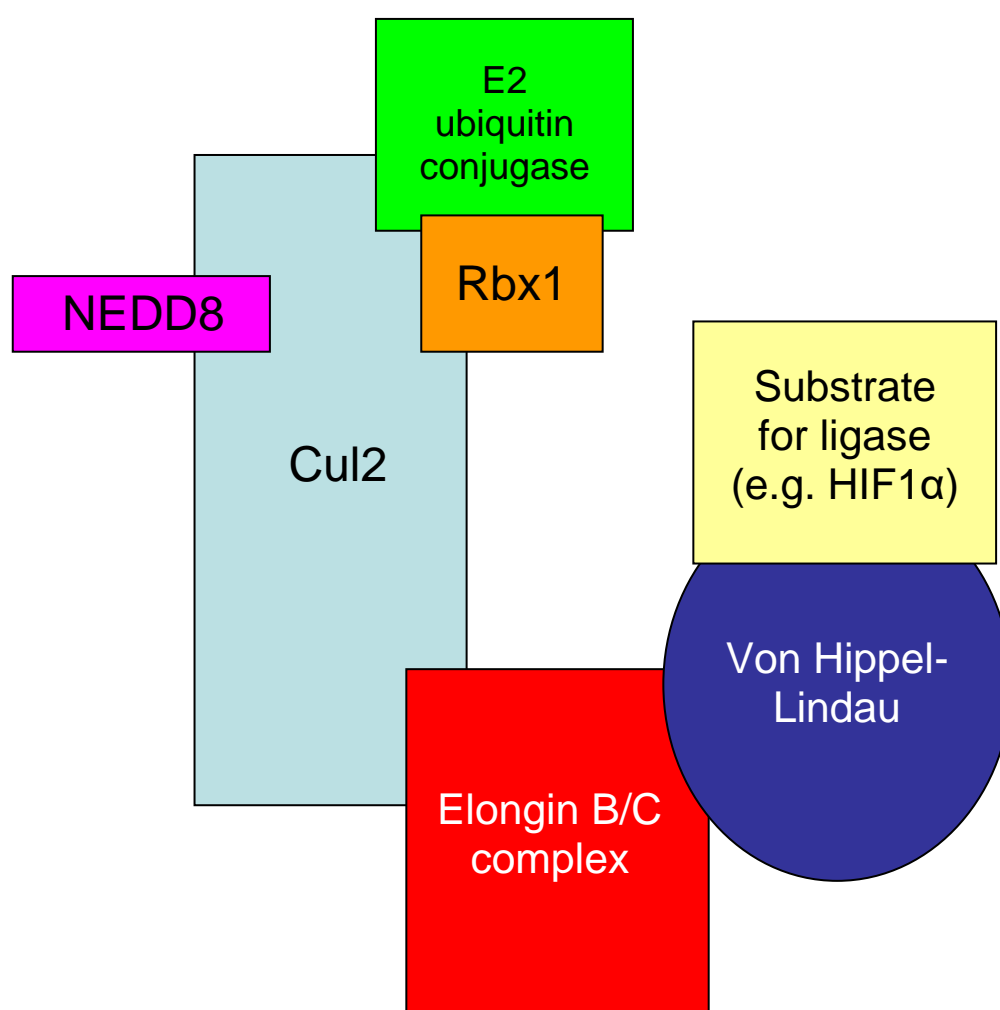 E2
ubiquitin
conjugase
Rbx1
NEDD8
Cul2
Substrate
for ligase
(e.g. HIF1α)
Von Hippel-
Lindau
Elongin B/C
complex